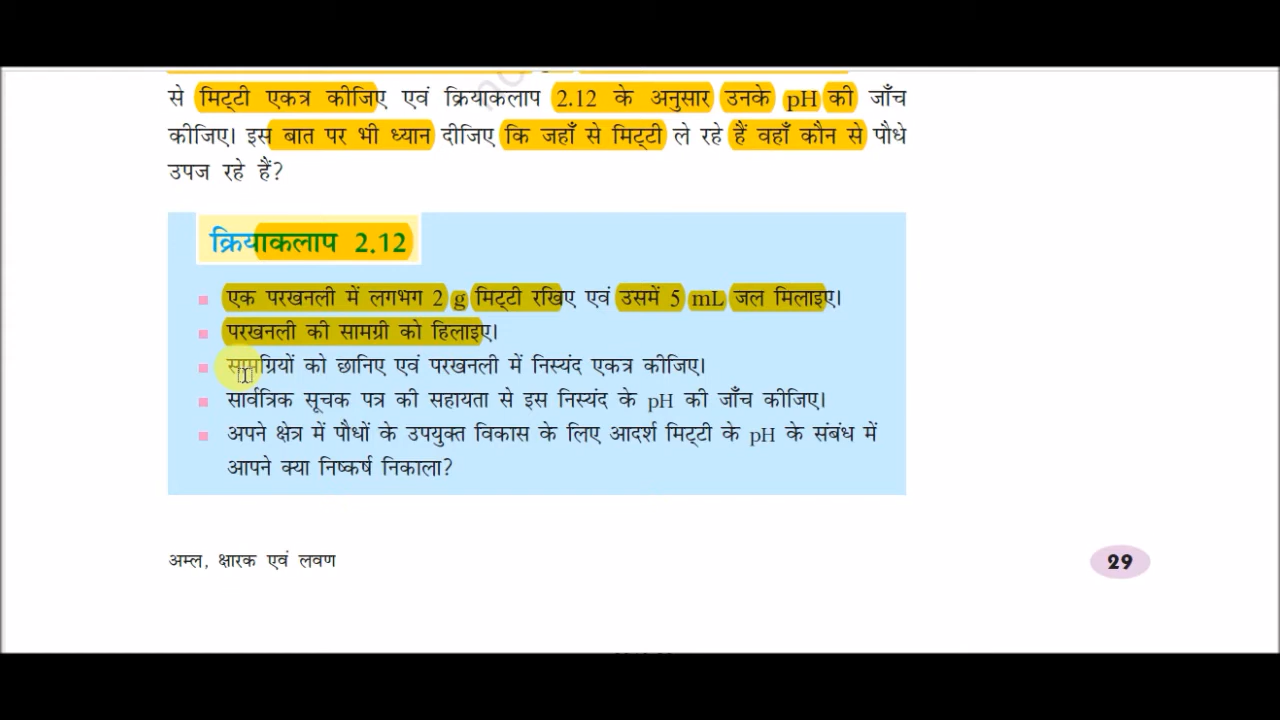 से मिट्टी एकत्र कीजिए एवं क्रियाकलाप 2.12 के अनुसार उनके pH की जाँच
कीजिए। इस बात पर भी ध्यान दीजिए कि जहाँ से मिट्टी ले रहे हैं वहाँ कौन से पौधे
उपज रहे हैं?
क्रियाकलाप 2.12
एक परखनली में लगभग 2 g मिट्टी रखिए एवं उसमें 5 mL जल मिलाइए।
परखनली की सामग्री को हिलाइए।
सामग्रियों को छानिए एवं परखनली में निस्यंद एकत्र कीजिए।
सार्वत्रिक सूचक पत्र की सहायता से इस निस्यंद के pH की जाँच कीजिए।
अपने क्षेत्र में पौधों के उपयुक्त विकास के लिए आदर्श मिट्टी के pH के संबंध में
आपने क्या निष्कर्ष निकाला?
अम्ल, क्षारक एवं लवण
29